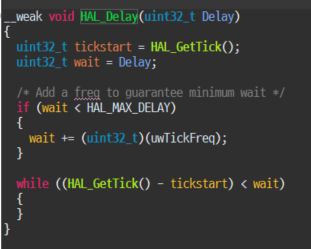 __weak void HAL_Delay(uint32_t Delay)
{
  uint32_t tickstart = HAL_GetTick();
  uint32_t wait = Delay;

  /* Add a freq to guarantee minimum wait */
  if (wait < HAL_MAX_DELAY)
  {
    wait += (uint32_t)(uwTickFreq);
  }

  while ((HAL_GetTick() - tickstart) < wait)
  {
  }
}